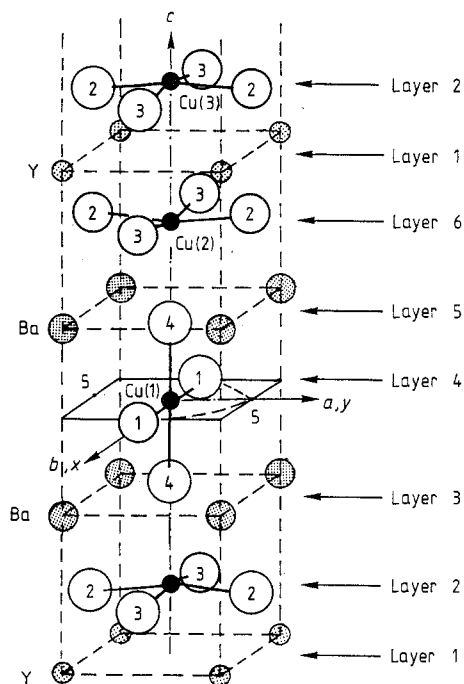 c
3
2 2 Layer 2
3 Cu(3)
Y Layer 1
3
2 2 Layer 6
3 Cu(2)
Layer 5
Ba
4
5 1 Layer 4
Cu(1)
a,y
1 5
b,x
4
Layer 3
Ba
3
2 2 Layer 2
3
Layer 1
Y